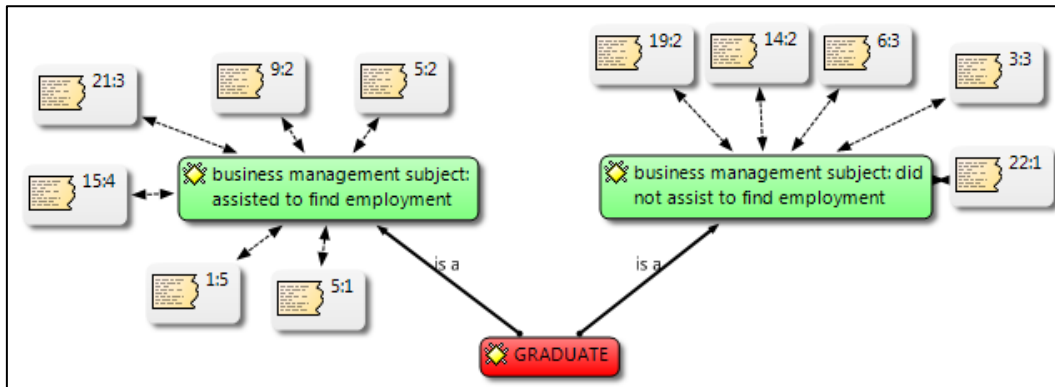 19:2
14:2
6:3
3:3
9:2
5:2
21:3
business management subject:
assisted to find employment
business management subject: did
not assist to find employment
22:1
15:4
is a
is a
1:5
5:1
GRADUATE